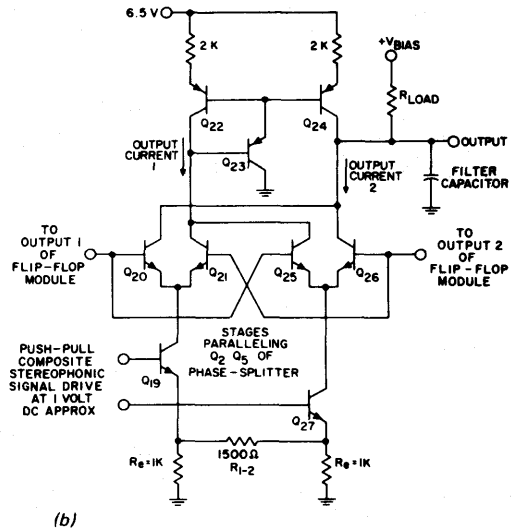 6.5 V
2 K
2 K
+VBIAS
RLOAD
Q22
Q24
Q23
OUTPUT
CURRENT
1
OUTPUT
OUTPUT
CURRENT 2
FILTER
CAPACITOR
TO
OUTPUT 1
OF
FLIP-FLOP
MODULE
TO
OUTPUT 2
OF
FLIP-FLOP
MODULE
Q20
Q21
Q25
Q26
STAGES
PARALLELING
Q2 Q5 OF
PHASE-SPLITTER
PUSH-PULL
COMPOSITE
STEREOPHONIC
SIGNAL DRIVE
AT 1 VOLT
DC APPROX
Q19
Q27
Re=1K
1500Ω
R1-2
Re=1K
(b)